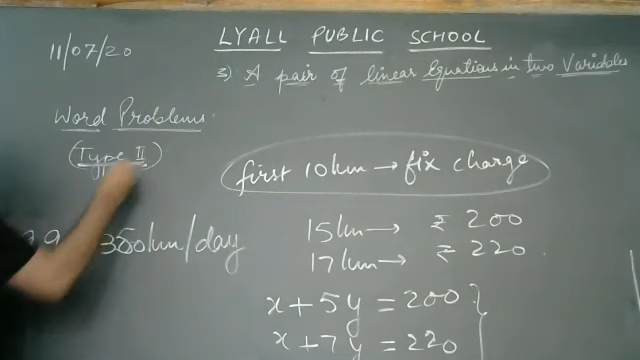 11/07/20
LYALL PUBLIC SCHOOL
3) A pair of linear Equations in two Variables
Word Problems.
(Type II)
first 10km → fix charge
15km → ₹ 200
17km → ₹ 220
km/day
x + 5y = 200
x + 7y = 220